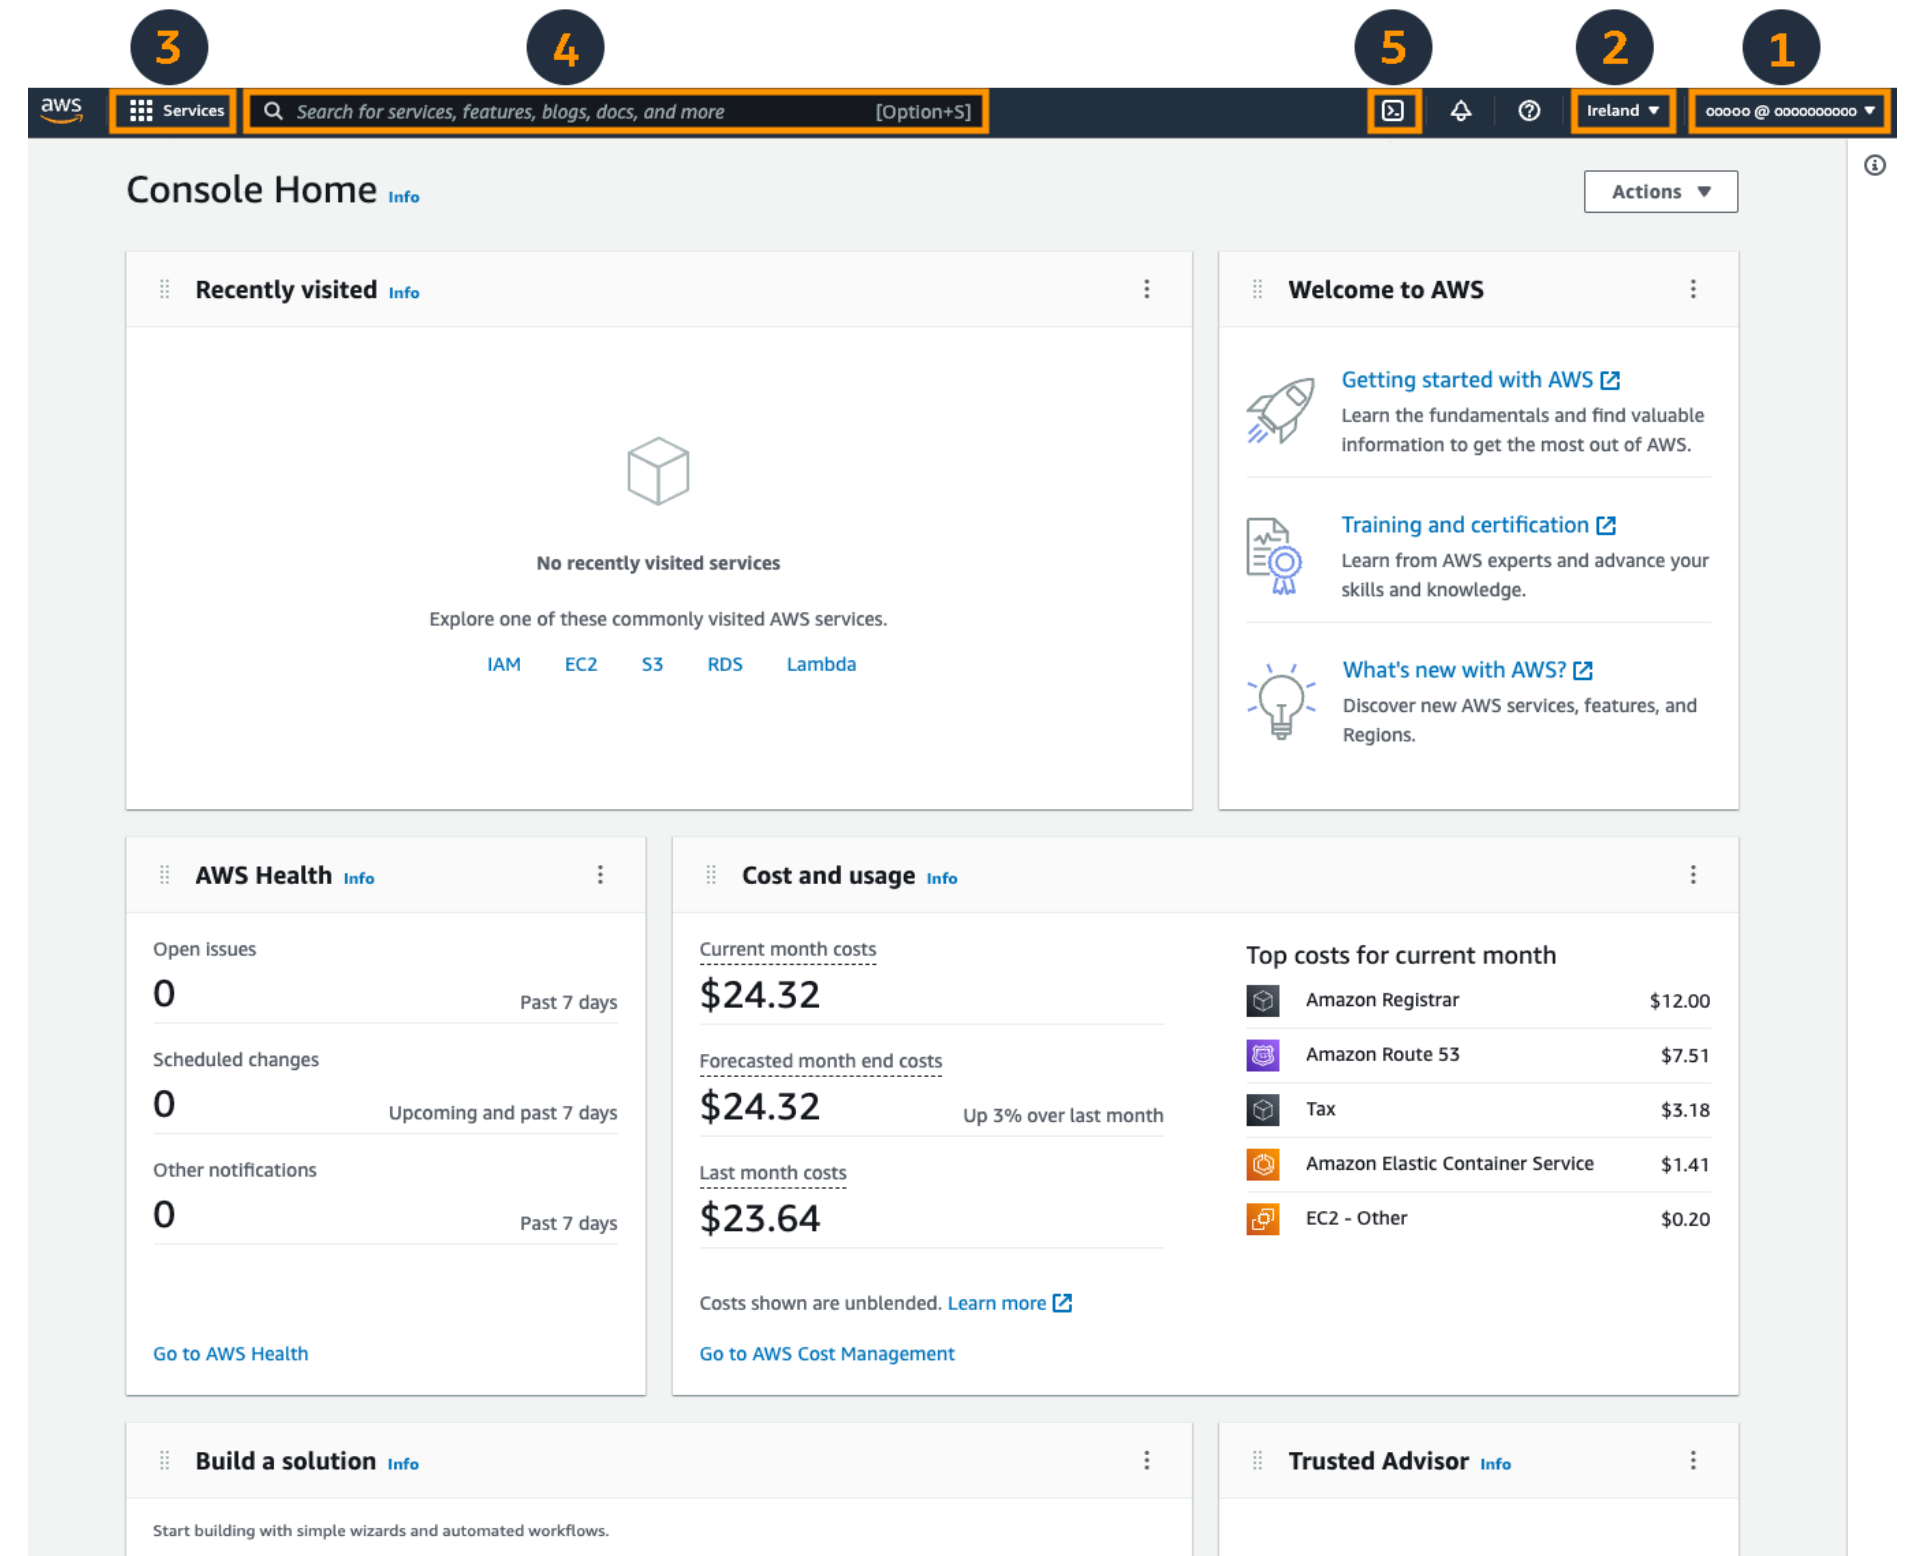 3
4
5
2
1
aws
Services
Search for services, features, blogs, docs, and more [Option+S]
Ireland ▼
ooooo @ oooooooooo ▼
Console Home Info
Actions ▼
Recently visited Info
No recently visited services
Explore one of these commonly visited AWS services.
IAM EC2 S3 RDS Lambda
Welcome to AWS
Getting started with AWS
Learn the fundamentals and find valuable
information to get the most out of AWS.
Training and certification
Learn from AWS experts and advance your
skills and knowledge.
What's new with AWS?
Discover new AWS services, features, and
Regions.
AWS Health Info
Open issues
0 Past 7 days
Scheduled changes
0 Upcoming and past 7 days
Other notifications
0 Past 7 days
Go to AWS Health
Cost and usage Info
Current month costs
$24.32
Forecasted month end costs
$24.32 Up 3% over last month
Last month costs
$23.64
Costs shown are unblended. Learn more
Go to AWS Cost Management
Top costs for current month
Amazon Registrar $12.00
Amazon Route 53 $7.51
Tax $3.18
Amazon Elastic Container Service $1.41
EC2 - Other $0.20
Build a solution Info
Start building with simple wizards and automated workflows.
Trusted Advisor Info